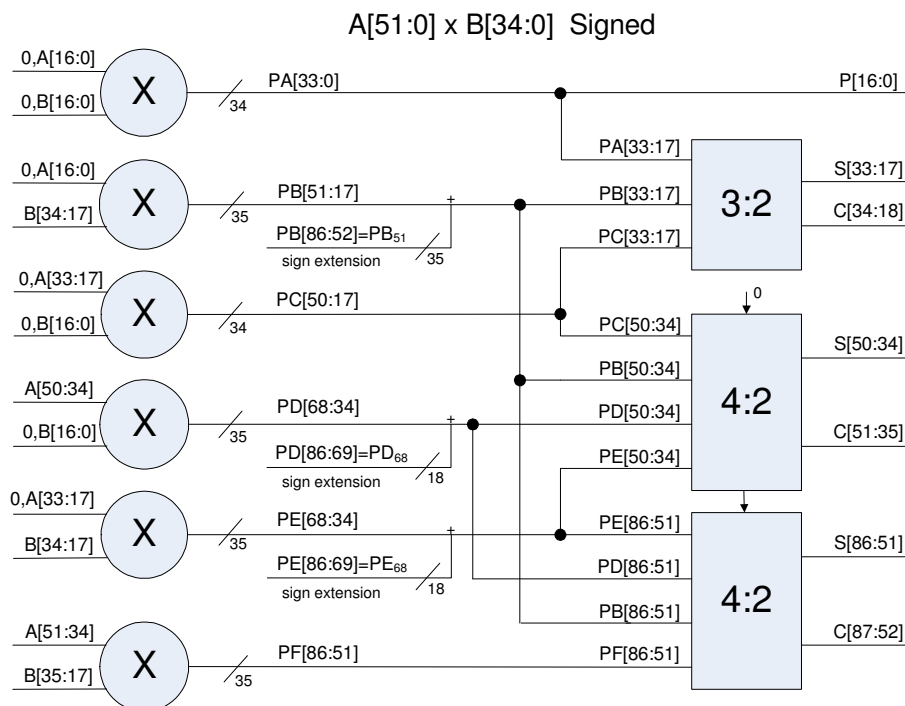 A[51:0] x B[34:0] Signed
0,A[16:0]
0,B[16:0]
X
34
PA[33:0]
P[16:0]
0,A[16:0]
B[34:17]
X
35
PB[51:17]
PB[86:52]=PB51
sign extension
35
PA[33:17]
PB[33:17]
PC[33:17]
3:2
S[33:17]
C[34:18]
0,A[33:17]
0,B[16:0]
X
34
PC[50:17]
0
PC[50:34]
PB[50:34]
PD[50:34]
PE[50:34]
4:2
S[50:34]
C[51:35]
A[50:34]
0,B[16:0]
X
35
PD[68:34]
PD[86:69]=PD68
sign extension
18
0,A[33:17]
B[34:17]
X
35
PE[68:34]
PE[86:69]=PE68
sign extension
18
PE[86:51]
PD[86:51]
PB[86:51]
PF[86:51]
4:2
S[86:51]
C[87:52]
A[51:34]
B[35:17]
X
35
PF[86:51]